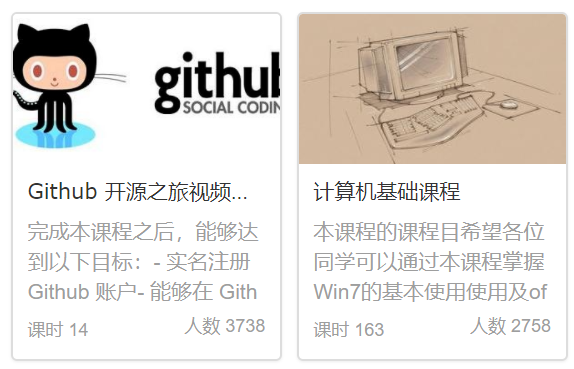 github
SOCIAL CODIN
Github 开源之旅视频...
完成本课程之后，能够达
到以下目标：- 实名注册
Github 账户- 能够在 Gith
课时 14
人数 3738
计算机基础课程
本课程的课程目希望各位
同学可以通过本课程掌握
Win7的基本使用使用及of
课时 163
人数 2758